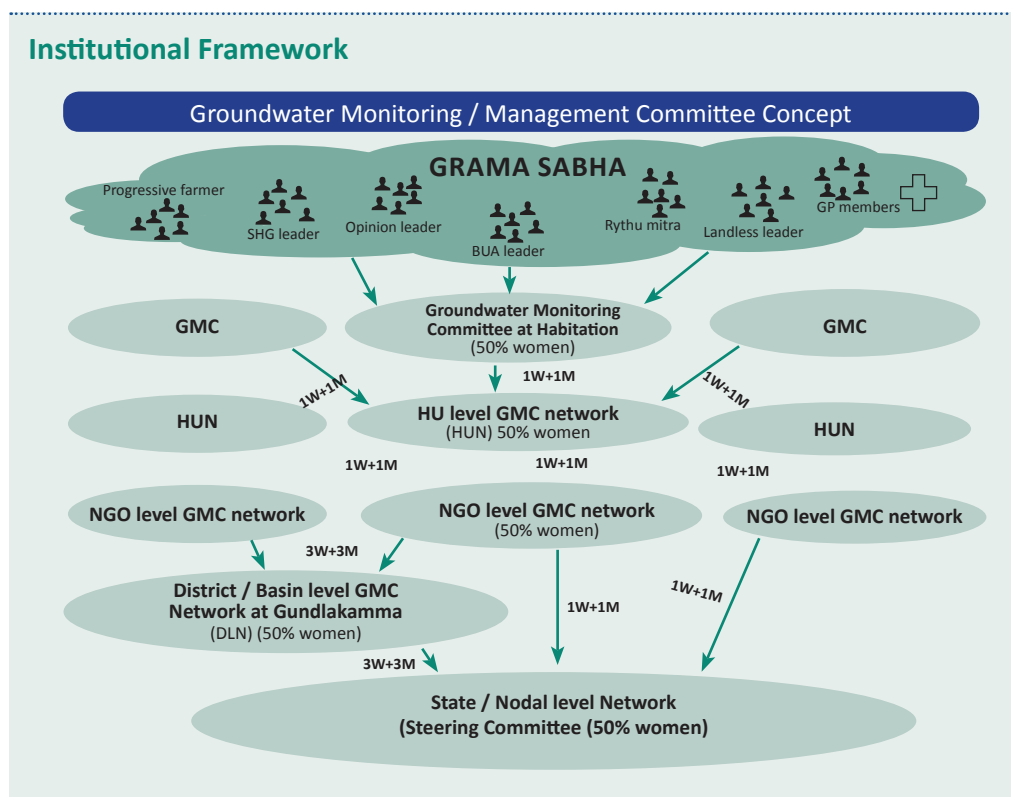 Institutional Framework
Groundwater Monitoring / Management Committee Concept
GRAMA SABHA
Progressive farmer
SHG leader
Opinion leader
BUA leader
Rythu mitra
Landless leader
GP members
GMC
Groundwater Monitoring
Committee at Habitation
(50% women)
GMC
1W+1M
1W+1M
1W+1M
HUN
HU level GMC network
(HUN) 50% women
HUN
1W+1M
1W+1M
1W+1M
NGO level GMC network
NGO level GMC network
(50% women)
NGO level GMC network
3W+3M
District / Basin level GMC
Network at Gundlakamma
(DLN) (50% women)
1W+1M
1W+1M
3W+3M
State / Nodal level Network
(Steering Committee (50% women)